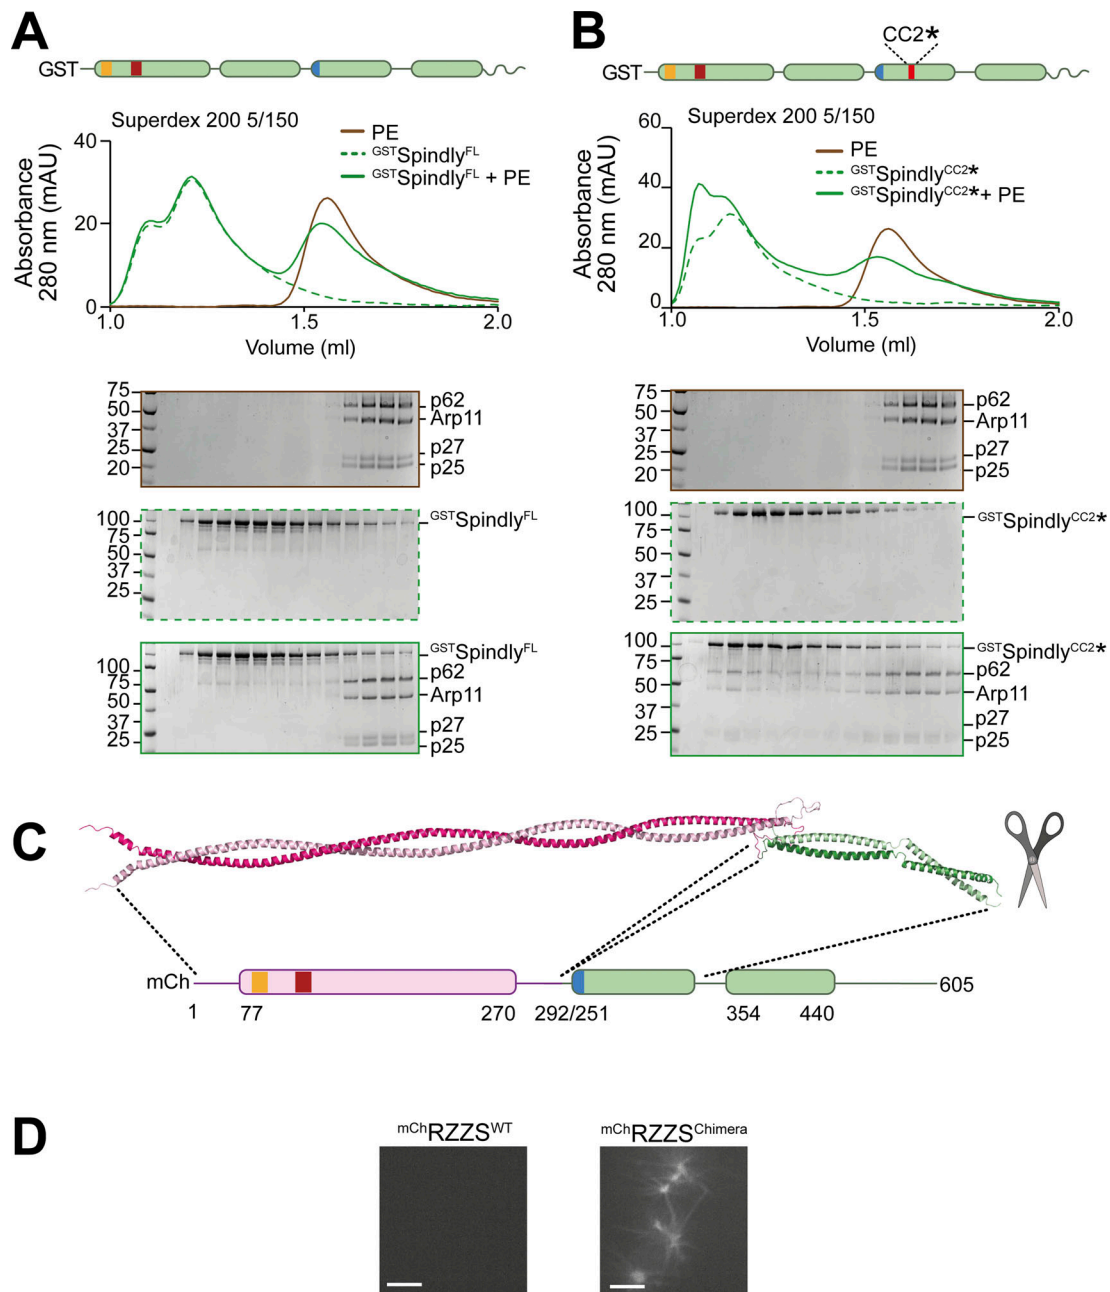 A
GST
Superdex 200 5/150
Absorbance
280 nm (mAU)
40
20
0
1.0
1.5
2.0
Volume (ml)
PE
GSTSpindlyFL
GSTSpindlyFL + PE
75
50
37
25
20
p62
Arp11
p27
p25
100
75
50
37
25
GSTSpindlyFL
100
75
50
37
25
GSTSpindlyFL
p62
Arp11
p27
p25
B
CC2*
GST
Superdex 200 5/150
Absorbance
280 nm (mAU)
60
40
20
0
1.0
1.5
2.0
Volume (ml)
PE
GSTSpindlyCC2*
GSTSpindlyCC2*+ PE
75
50
37
25
20
p62
Arp11
p27
p25
100
75
50
37
25
GSTSpindlyCC2*
100
75
50
37
25
GSTSpindlyCC2*
p62
Arp11
p27
p25
C
mCh
605
1
77
270
292/251
354
440
D
mChRZZSWT
mChRZZSChimera